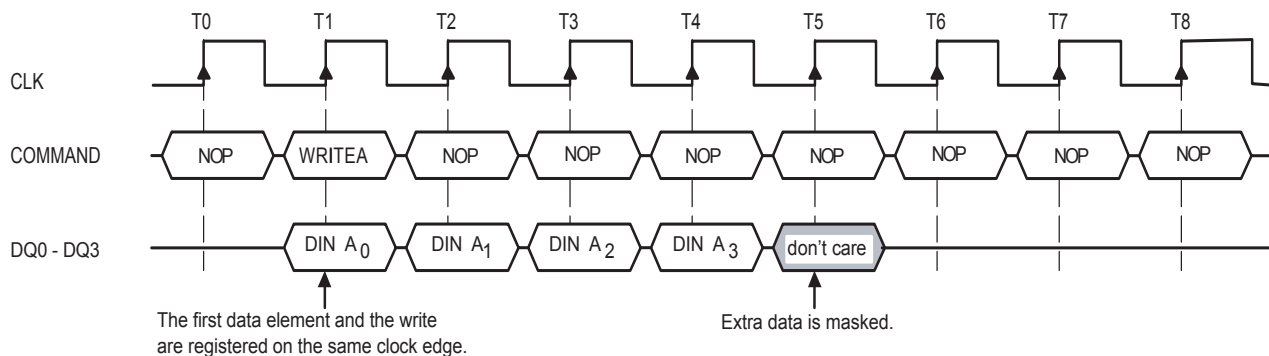 T0 T1 T2 T3 T4 T5 T6 T7 T8
CLK
COMMAND NOP WRITEA NOP NOP NOP NOP NOP NOP NOP
DQ0 - DQ3 DIN A0 DIN A1 DIN A2 DIN A3 don't care
The first data element and the write
are registered on the same clock edge.
Extra data is masked.